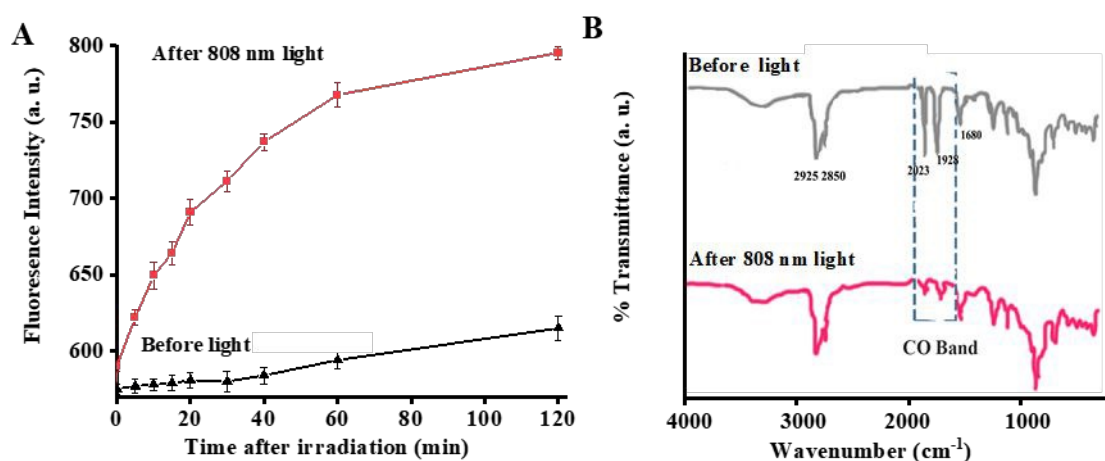 A
After 808 nm light
Before light
Fluoresence Intensity (a. u.)
800
750
700
650
600
0
20
40
60
80
100
120
Time after irradiation (min)
B
Before light
2925 2850
2023
1928
1680
After 808 nm light
CO Band
% Transmittance (a. u.)
4000
3000
2000
1000
Wavenumber (cm⁻¹)